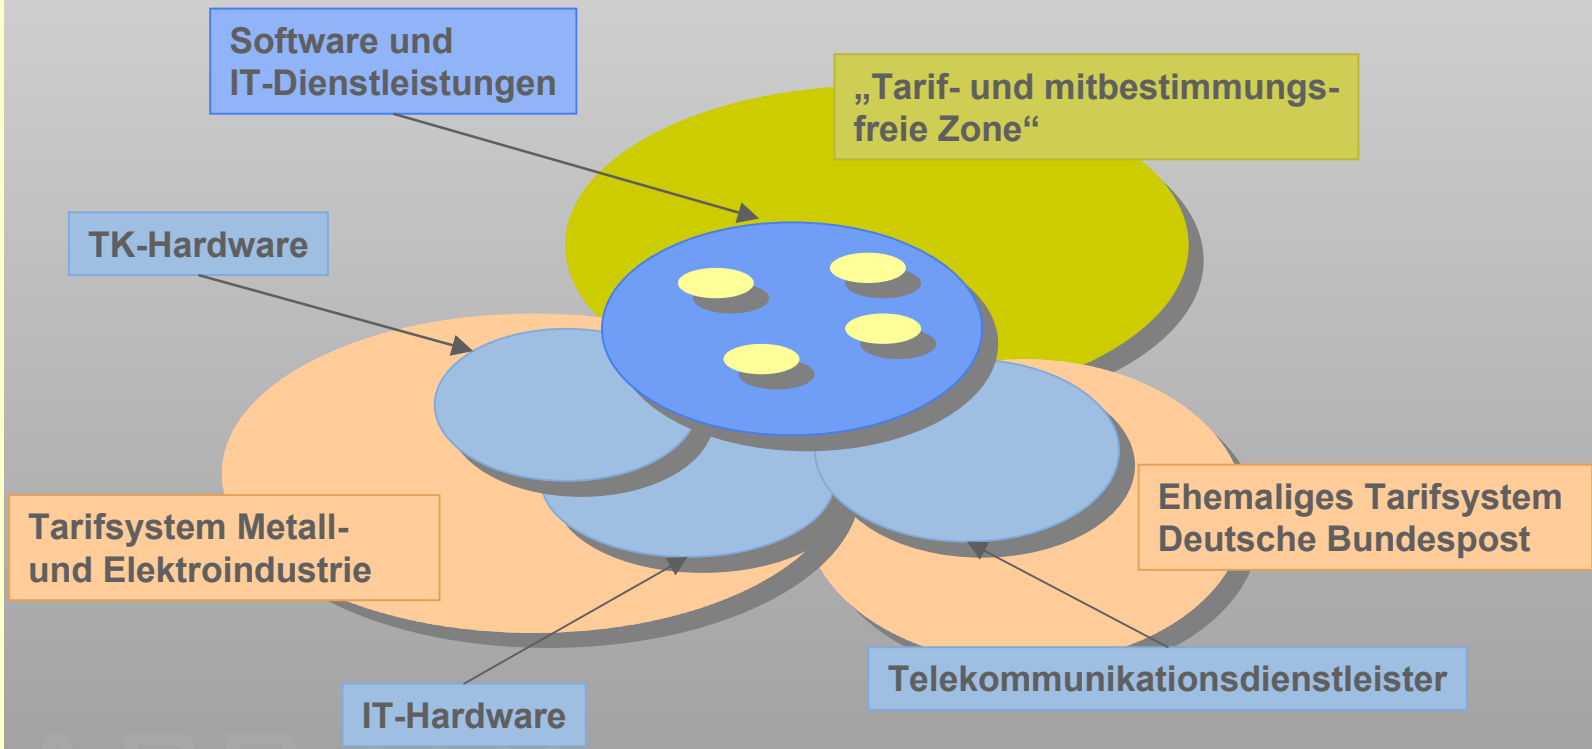 Software und
IT-Dienstleistungen
„Tarif- und mitbestimmungs-
freie Zone“
TK-Hardware
Tarifsystem Metall-
und Elektroindustrie
Ehemaliges Tarifsystem
Deutsche Bundespost
Telekommunikationsdienstleister
IT-Hardware